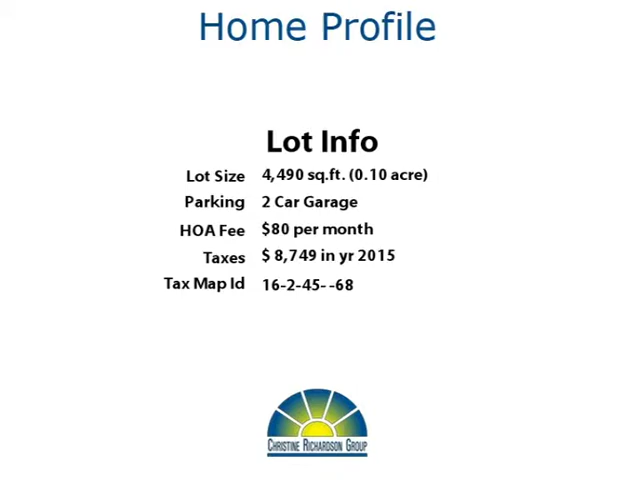 Home Profile
Lot Info
Lot Size 4,490 sq.ft. (0.10 acre)
Parking 2 Car Garage
HOA Fee $80 per month
Taxes $ 8,749 in yr 2015
Tax Map Id 16-2-45- -68
CHRISTINE RICHARDSON GROUP